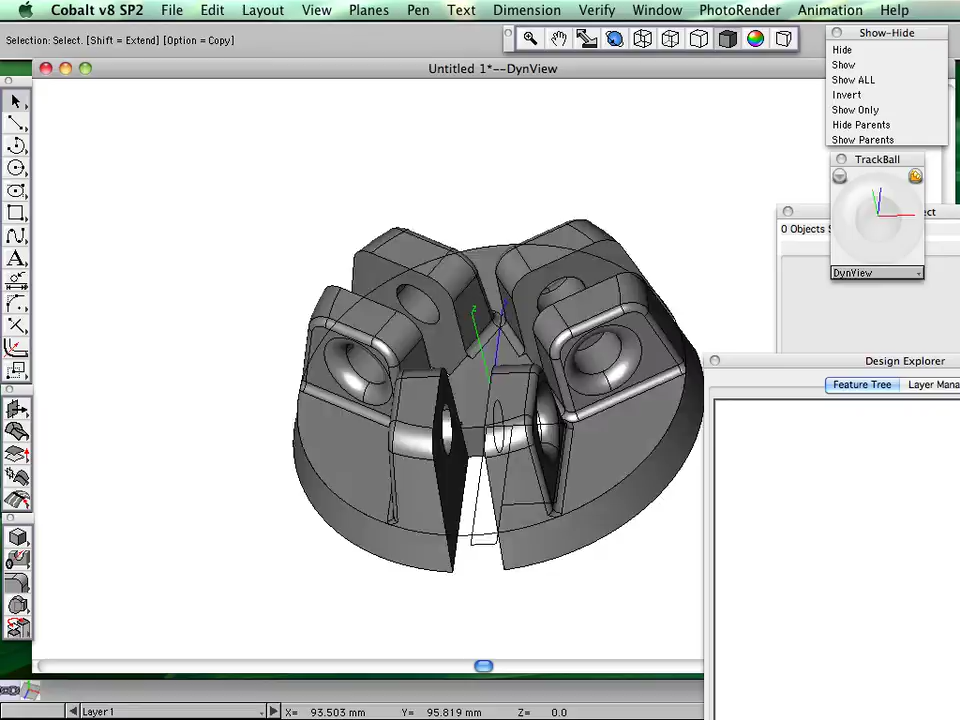 Cobalt v8 SP2 File Edit Layout View Planes Pen Text Dimension Verify Window PhotoRender Animation Help
Selection: Select. [Shift = Extend] [Option = Copy]
Show-Hide
Hide
Show
Show ALL
Invert
Show Only
Hide Parents
Show Parents
Untitled 1*--DynView
TrackBall
ect
0 Objects S
DynView
z
Design Explorer
Feature Tree Layer Mana
Layer1 X= 93.503 mm Y= 95.819 mm Z= 0.0